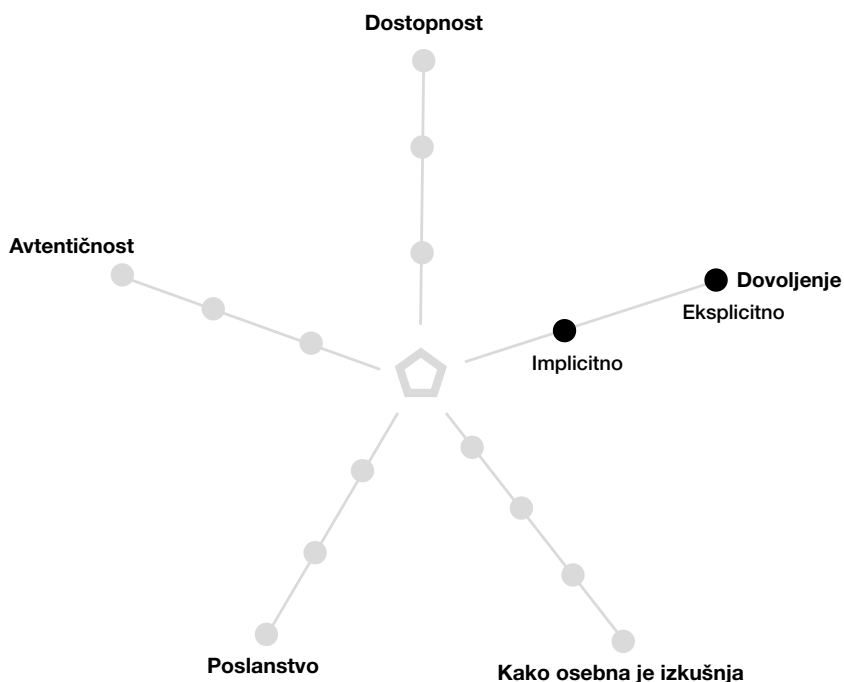 Dostopnost
Avtentičnost
Dovoljenje
Eksplicitno
Implicitno
Poslanstvo
Kako osebna je izkušnja